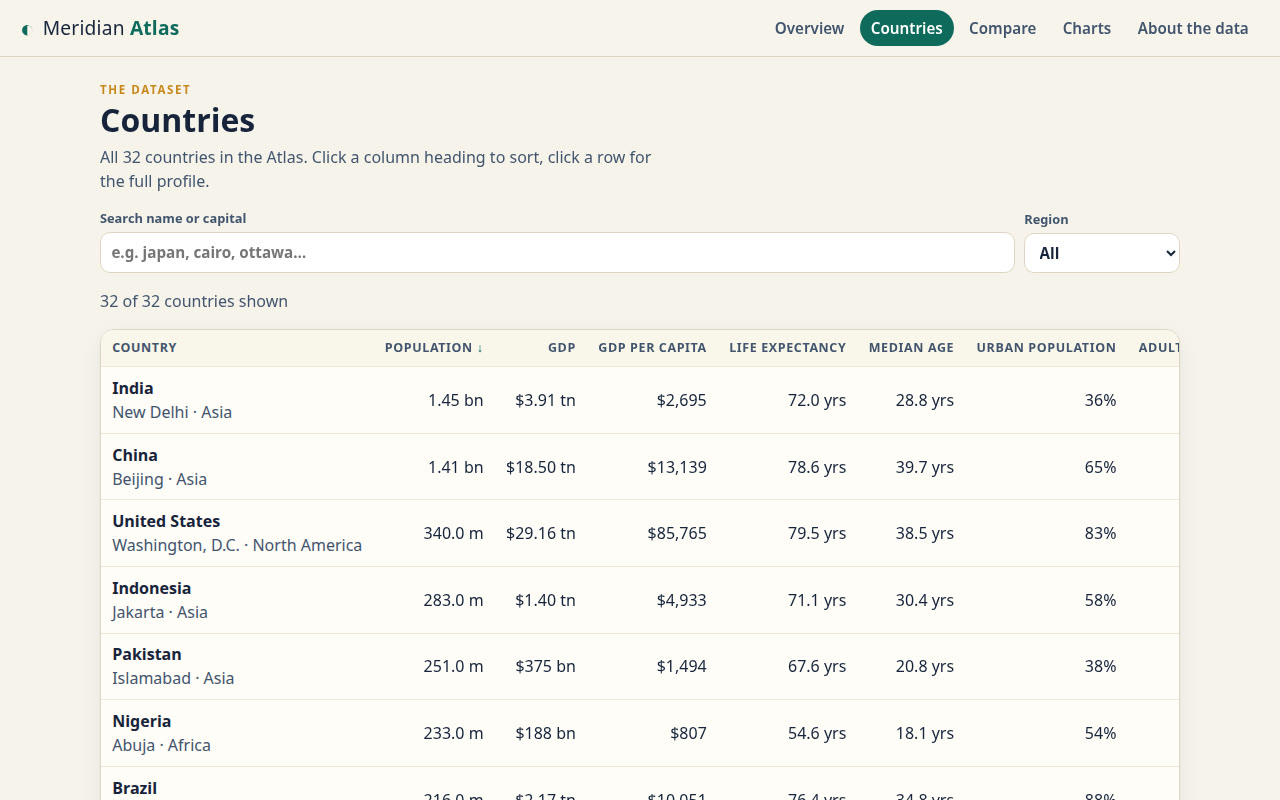 Meridian Atlas
Overview Countries Compare Charts About the data
THE DATASET
Countries
All 32 countries in the Atlas. Click a column heading to sort, click a row for
the full profile.
Search name or capital
Region
e.g. japan, cairo, ottawa...
All
32 of 32 countries shown
COUNTRY POPULATION ↓ GDP GDP PER CAPITA LIFE EXPECTANCY MEDIAN AGE URBAN POPULATION ADULT
India
New Delhi · Asia
1.45 bn $3.91 tn $2,695 72.0 yrs 28.8 yrs 36%
China
Beijing · Asia
1.41 bn $18.50 tn $13,139 78.6 yrs 39.7 yrs 65%
United States
Washington, D.C. · North America
340.0 m $29.16 tn $85,765 79.5 yrs 38.5 yrs 83%
Indonesia
Jakarta · Asia
283.0 m $1.40 tn $4,933 71.1 yrs 30.4 yrs 58%
Pakistan
Islamabad · Asia
251.0 m $375 bn $1,494 67.6 yrs 20.8 yrs 38%
Nigeria
Abuja · Africa
233.0 m $188 bn $807 54.6 yrs 18.1 yrs 54%
Brazil